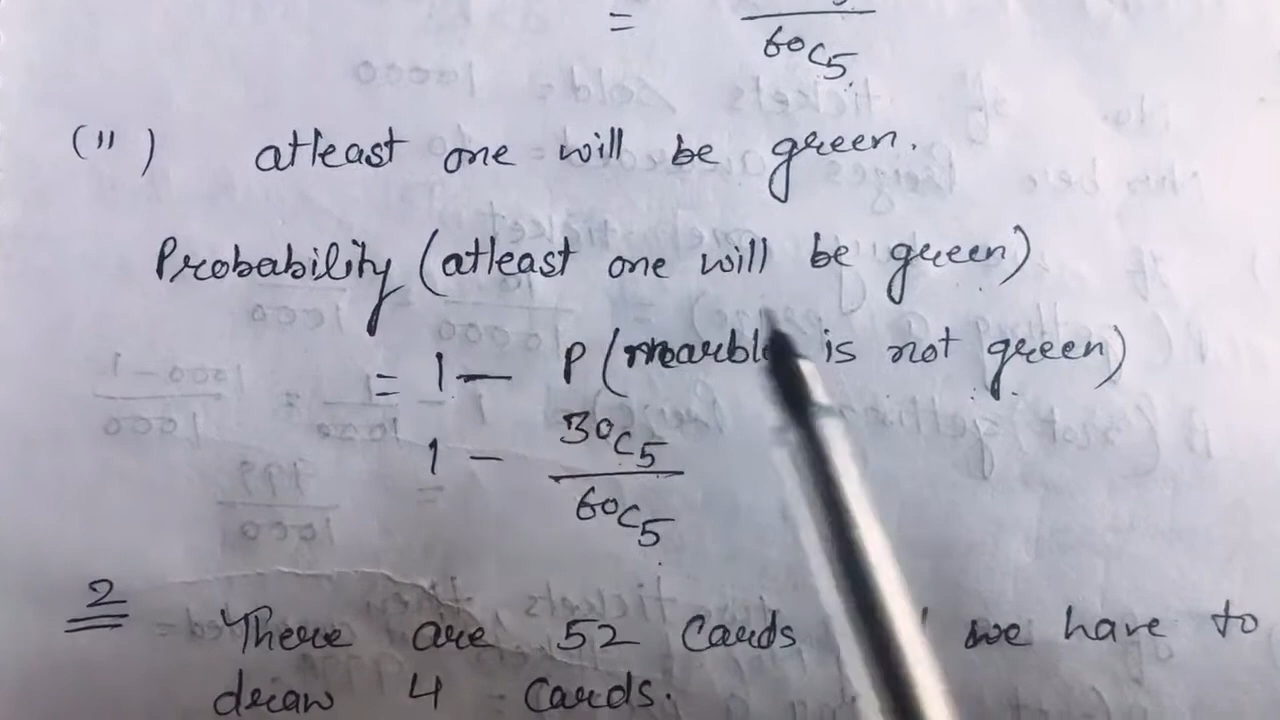 = 60C5
(ii) atleast one will be green.
Probability (atleast one will be green)
= 1 - P (marble is not green)
1 - 30C5
= 60C5
2 There are 52 cards we have to
draw 4 cards.